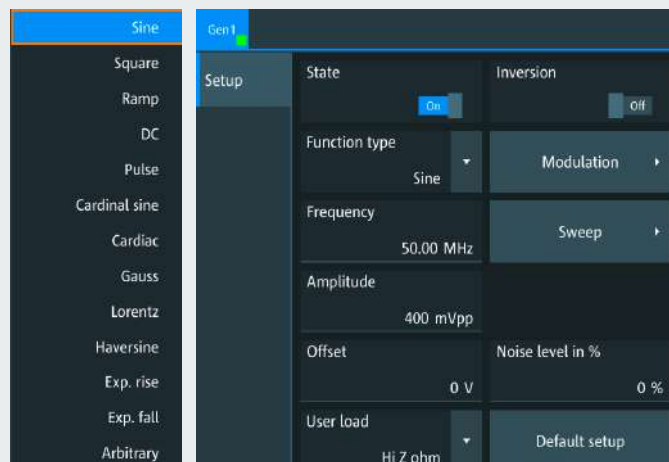 Sine
Square
Ramp
DC
Pulse
Cardinal sine
Cardiac
Gauss
Lorentz
Haversine
Exp. rise
Exp. fall
Arbitrary
Gen1
Setup
State
On
Inversion
Off
Function type
Sine
Modulation
Frequency
50.00 MHz
Sweep
Amplitude
400 mVpp
Offset
0 V
Noise level in %
0 %
User load
Hi Z ohm
Default setup